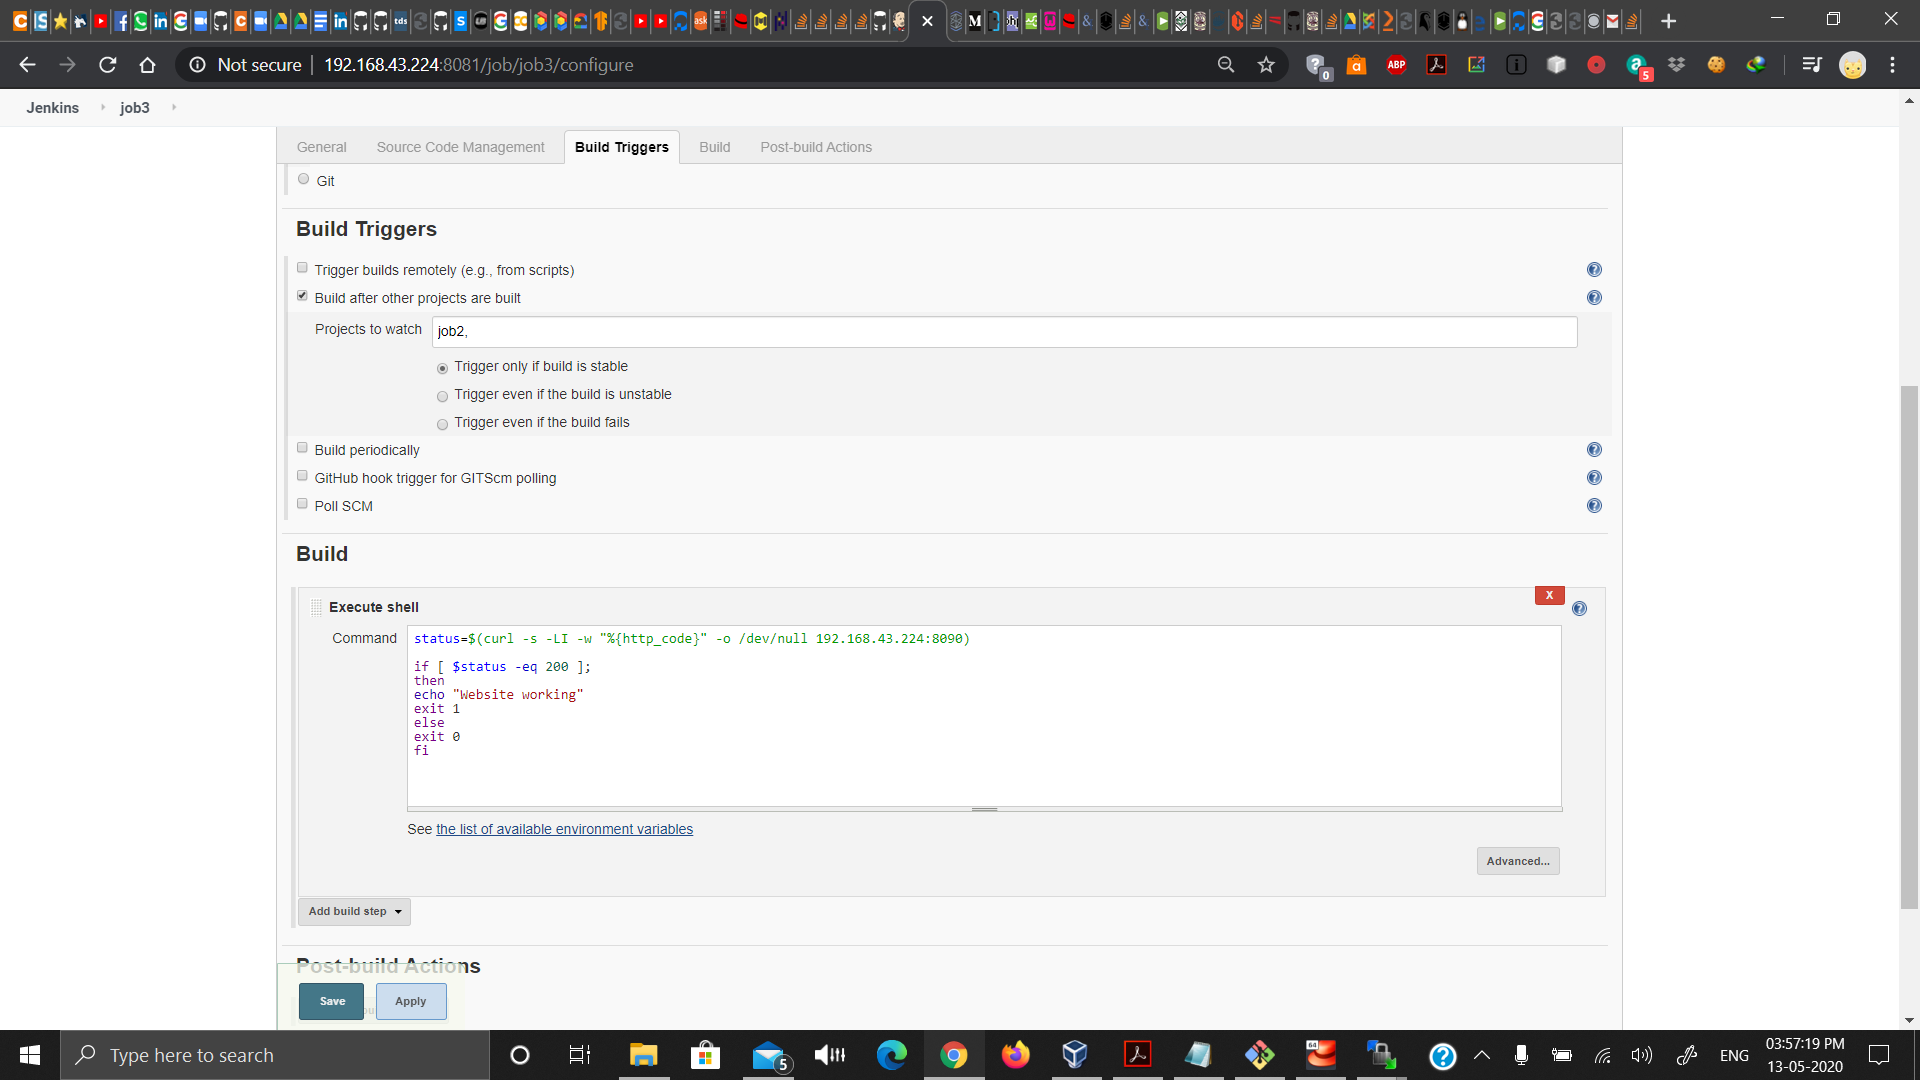 Not secure
192.168.43.224:8081/job/job3/configure
0
ABP
5
Jenkins
job3
General
Source Code Management
Build Triggers
Build
Post-build Actions
Git
Build Triggers
Trigger builds remotely (e.g., from scripts)
Build after other projects are built
Projects to watch
job2,
Trigger only if build is stable
Trigger even if the build is unstable
Trigger even if the build fails
Build periodically
GitHub hook trigger for GITScm polling
Poll SCM
Build
X
Execute shell
Command
status=$(curl -s -LI -w "%{http_code}" -o /dev/null 192.168.43.224:8090)
if [ $status -eq 200 ];
then
echo "Website working"
exit 1
else
exit 0
fi
See the list of available environment variables
Advanced...
Add build step
Post-build Actions
Save
Apply
Type here to search
5
ENG
03:57:19 PM
13-05-2020